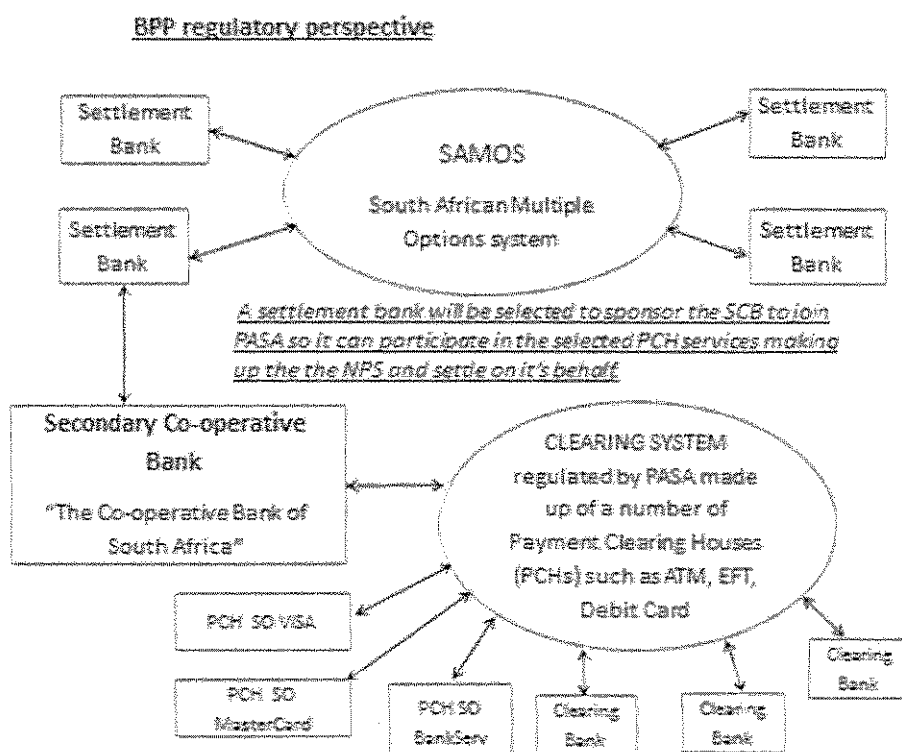 BPP regulatory perspective
Settlement
Bank
SAMOS
South African Multiple
Options system
Settlement
Bank
Settlement
Bank
Settlement
Bank
A settlement bank will be selected to sponsor the SCB to join
PASA so it can participate in the selected PCH services making
up the the NPS and settle on it's behalf.
Secondary Co-operative
Bank
"The Co-operative Bank of
South Africa"
CLEARING SYSTEM
regulated by PASA made
up of a number of
Payment Clearing Houses
(PCHs) such as ATM, EFT,
Debit Card
PCH SO VISA
PCH SO
MasterCard
PCH SO
BankServ
Clearing
Bank
Clearing
Bank
Clearing
Bank